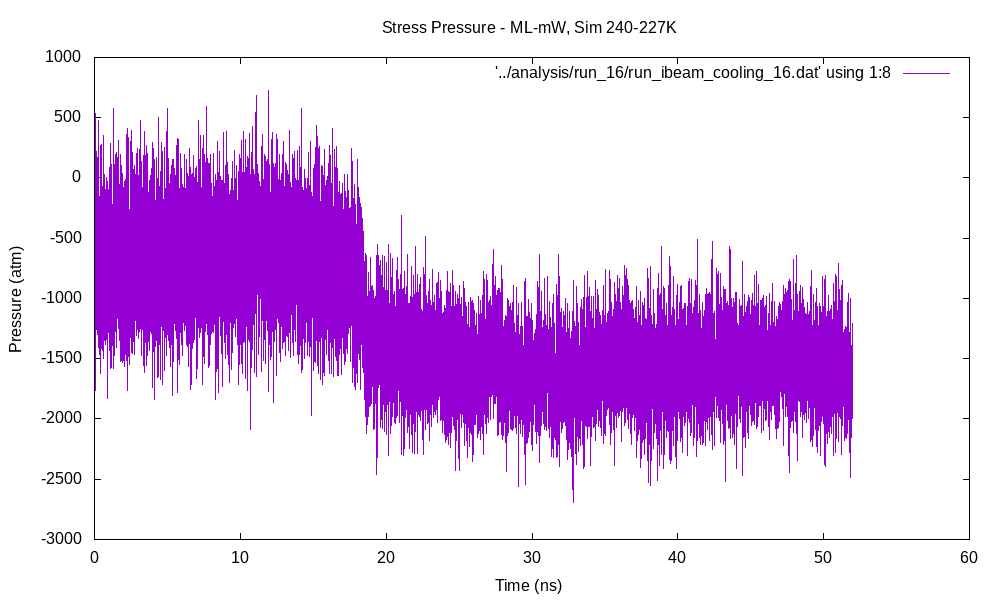 Stress Pressure - ML-mW, Sim 240-227K
'../analysis/run_16/run_ibeam_cooling_16.dat' using 1:8
1000
500
0
-500
-1000
-1500
-2000
-2500
-3000
Pressure (atm)
0 10 20 30 40 50 60
Time (ns)